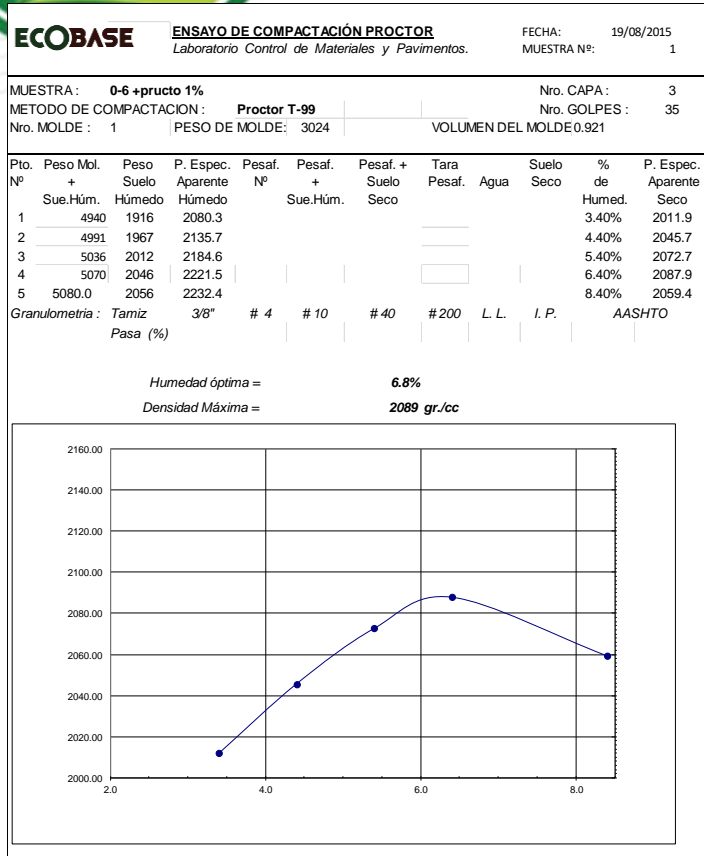 ECOBASE
ENSAYO DE COMPACTACIÓN PROCTOR
Laboratorio Control de Materiales y Pavimentos.
FECHA: 19/08/2015
MUESTRA Nº: 1
MUESTRA : 0-6 +pructo 1% Nro. CAPA : 3
METODO DE COMPACTACION : Proctor T-99 Nro. GOLPES : 35
Nro. MOLDE : 1 PESO DE MOLDE: 3024 VOLUMEN DEL MOLDE 0.921
Pto. Peso Mol. Peso P. Espec. Pesaf. Pesaf. Pesaf. + Tara Suelo % P. Espec.
Nº + Suelo Aparente Nº + Suelo Pesaf. Agua Seco de Aparente
Sue.Húm. Húmedo Húmedo Sue.Húm. Seco Humed. Seco
1 4940 1916 2080.3 3.40% 2011.9
2 4991 1967 2135.7 4.40% 2045.7
3 5036 2012 2184.6 5.40% 2072.7
4 5070 2046 2221.5 6.40% 2087.9
5 5080.0 2056 2232.4 8.40% 2059.4
Granulometria : Tamiz 3/8" # 4 # 10 # 40 # 200 L. L. I. P. AASHTO
Pasa (%)
Humedad óptima = 6.8%
Densidad Máxima = 2089 gr./cc
2160.00
2140.00
2120.00
2100.00
2080.00
2060.00
2040.00
2020.00
2000.00
2.0 4.0 6.0 8.0